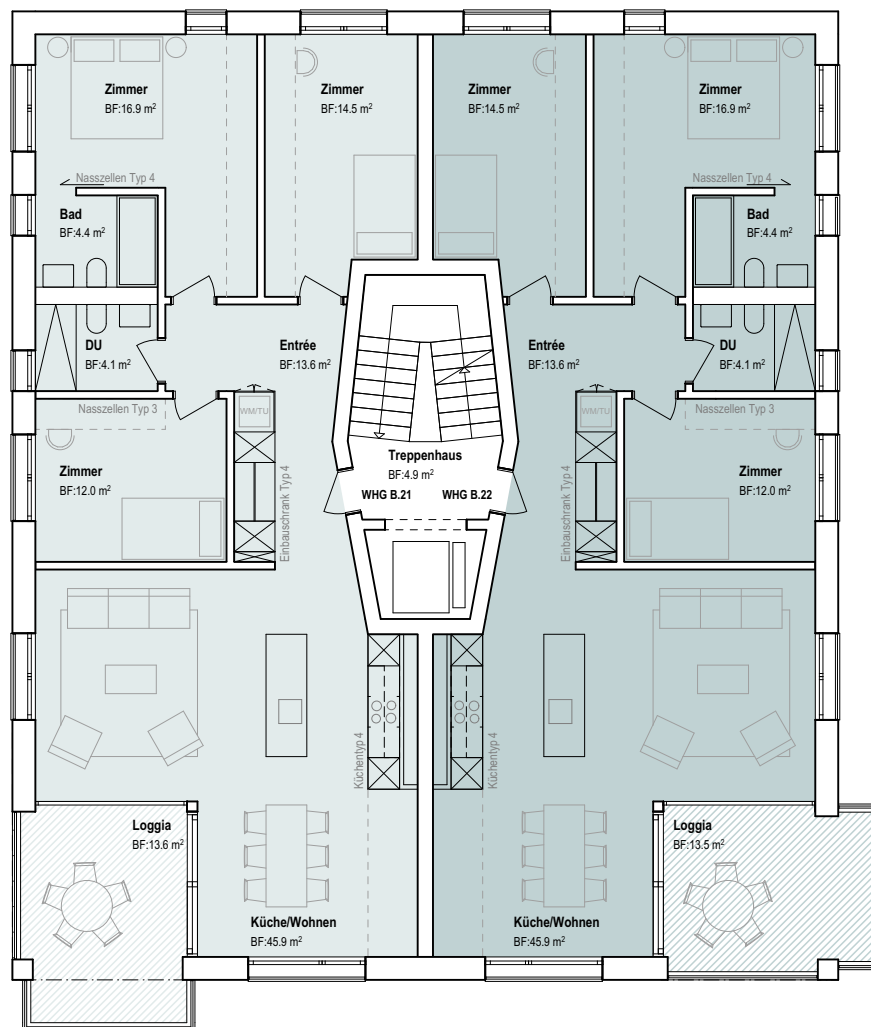 Zimmer
BF:16.9 m²
Zimmer
BF:14.5 m²
Zimmer
BF:14.5 m²
Zimmer
BF:16.9 m²
Nasszellen Typ 4
Nasszellen Typ 4
Bad
BF:4.4 m²
Bad
BF:4.4 m²
DU
BF:4.1 m²
Entrée
BF:13.6 m²
Entrée
BF:13.6 m²
DU
BF:4.1 m²
Nasszellen Typ 3
WM/TU
WM/TU
Nasszellen Typ 3
Zimmer
BF:12.0 m²
Einbauschrank Typ 4
Treppenhaus
BF:4.9 m²
WHG B.21
WHG B.22
Einbauschrank Typ 4
Zimmer
BF:12.0 m²
Küchentyp 4
Küchentyp 4
Loggia
BF:13.6 m²
Loggia
BF:13.5 m²
Küche/Wohnen
BF:45.9 m²
Küche/Wohnen
BF:45.9 m²